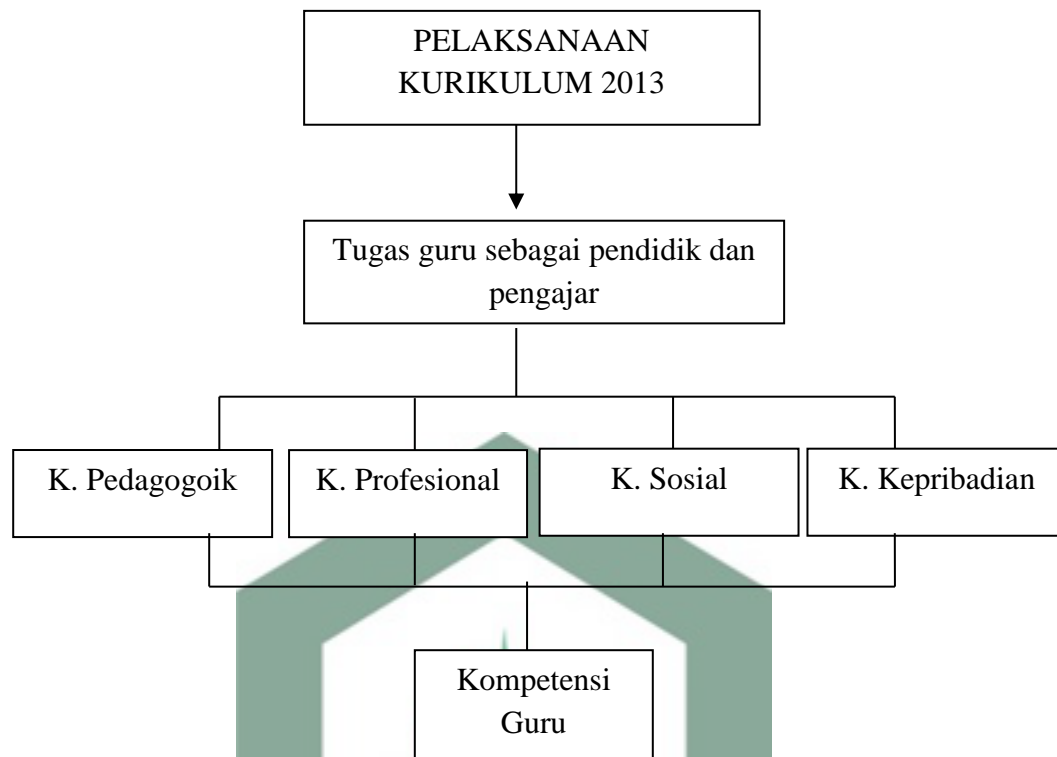 PELAKSANAAN
KURIKULUM 2013
Tugas guru sebagai pendidik dan
pengajar
K. Pedagogoik
K. Profesional
K. Sosial
K. Kepribadian
Kompetensi
Guru